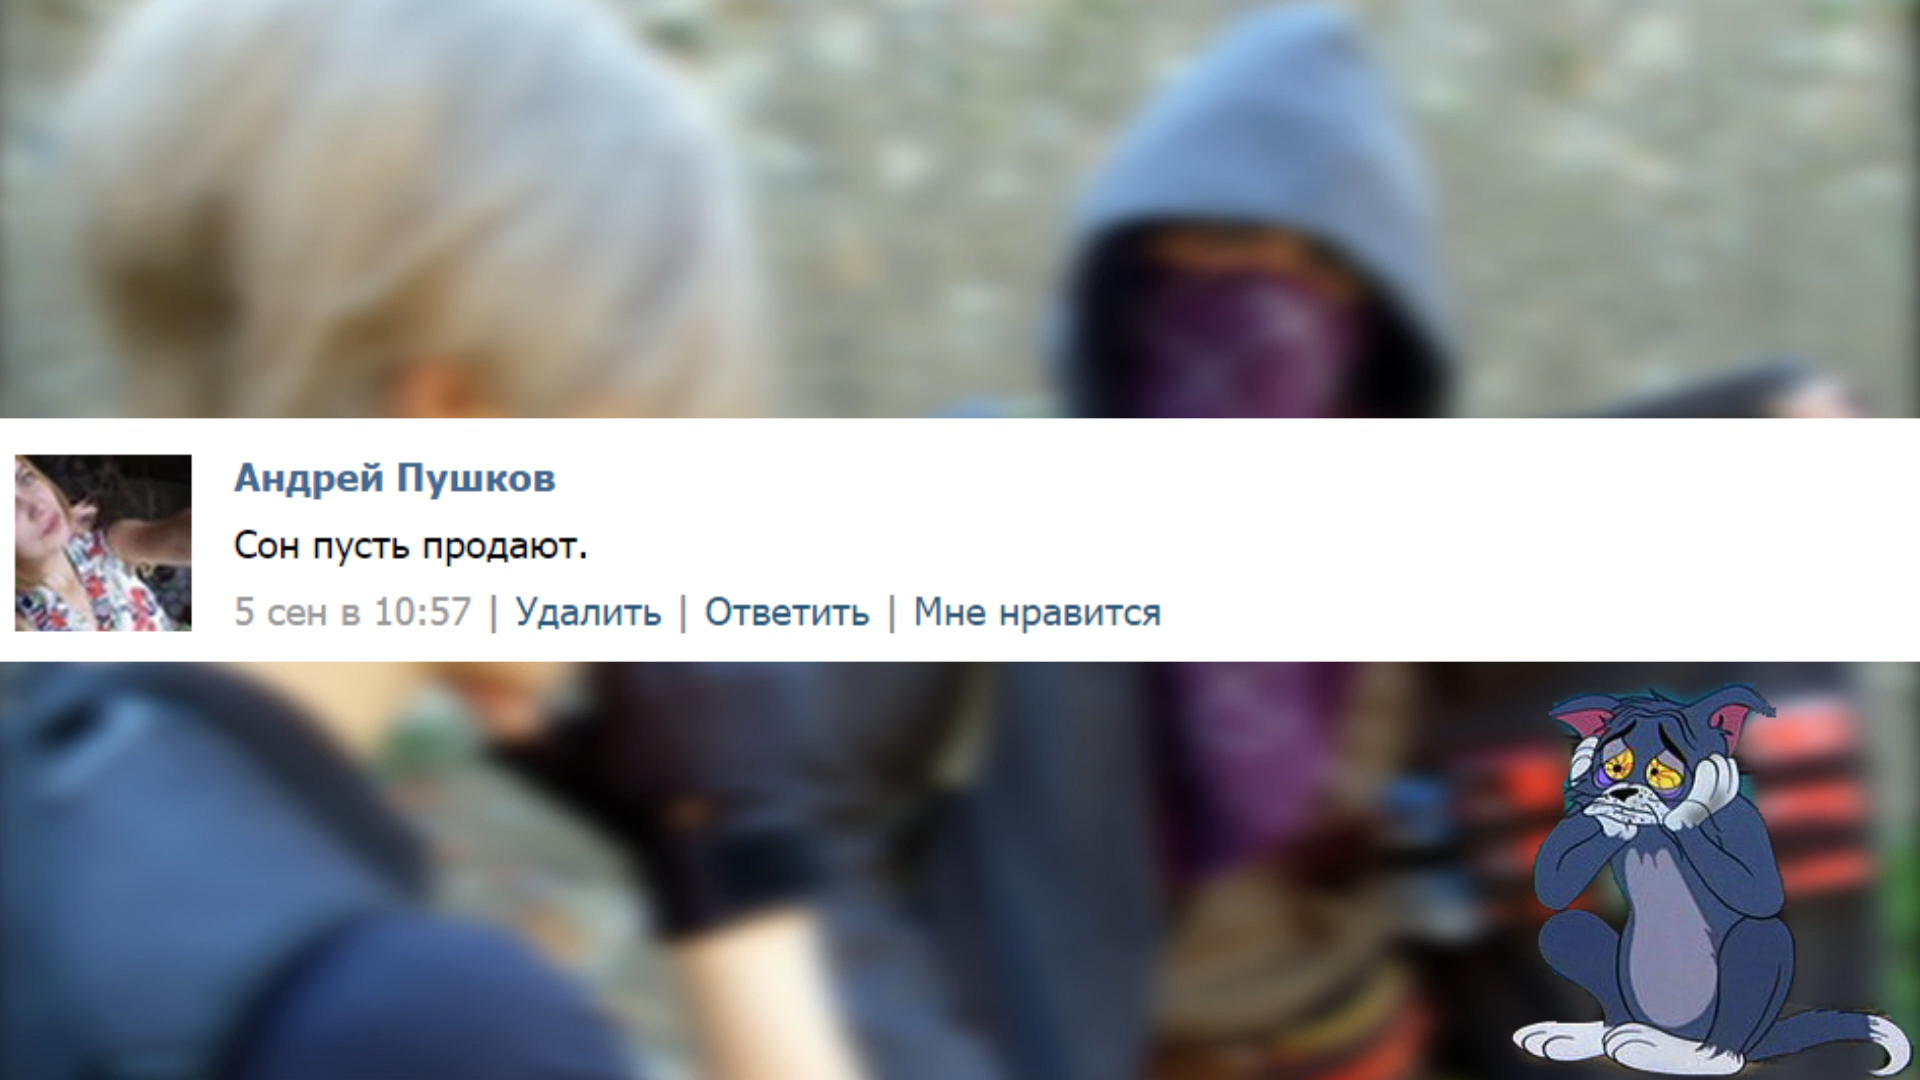 Андрей Пушков
Сон пусть продают.
5 сен в 10:57 | Удалить | Ответить | Мне нравится